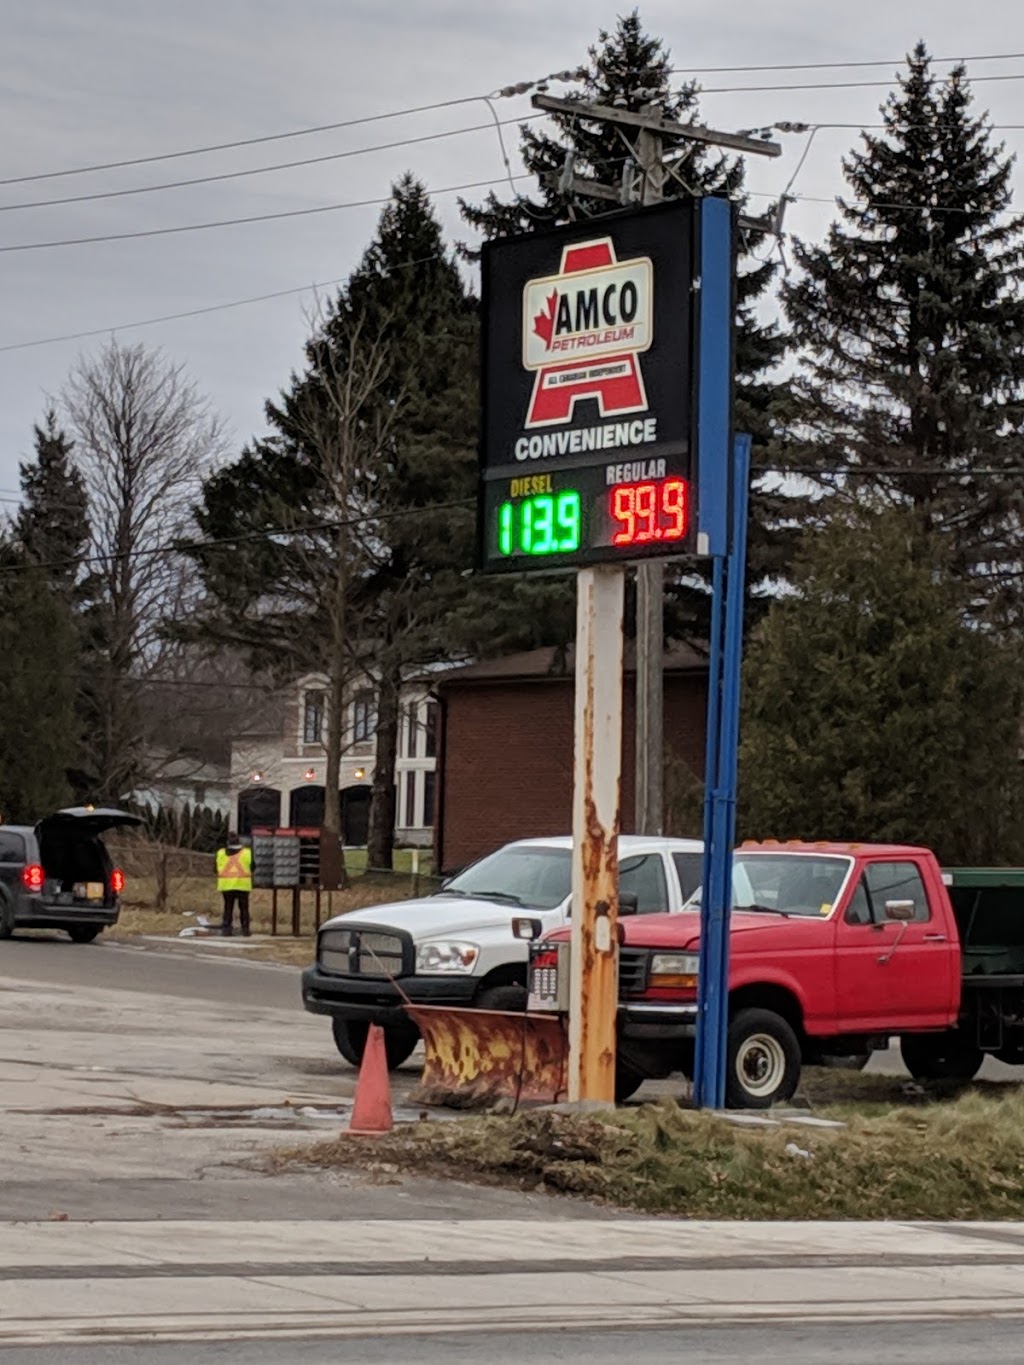 AMCO
PETROLEUM
ALL CANADIAN INDEPENDENT
CONVENIENCE
DIESEL REGULAR
113.9 99.9